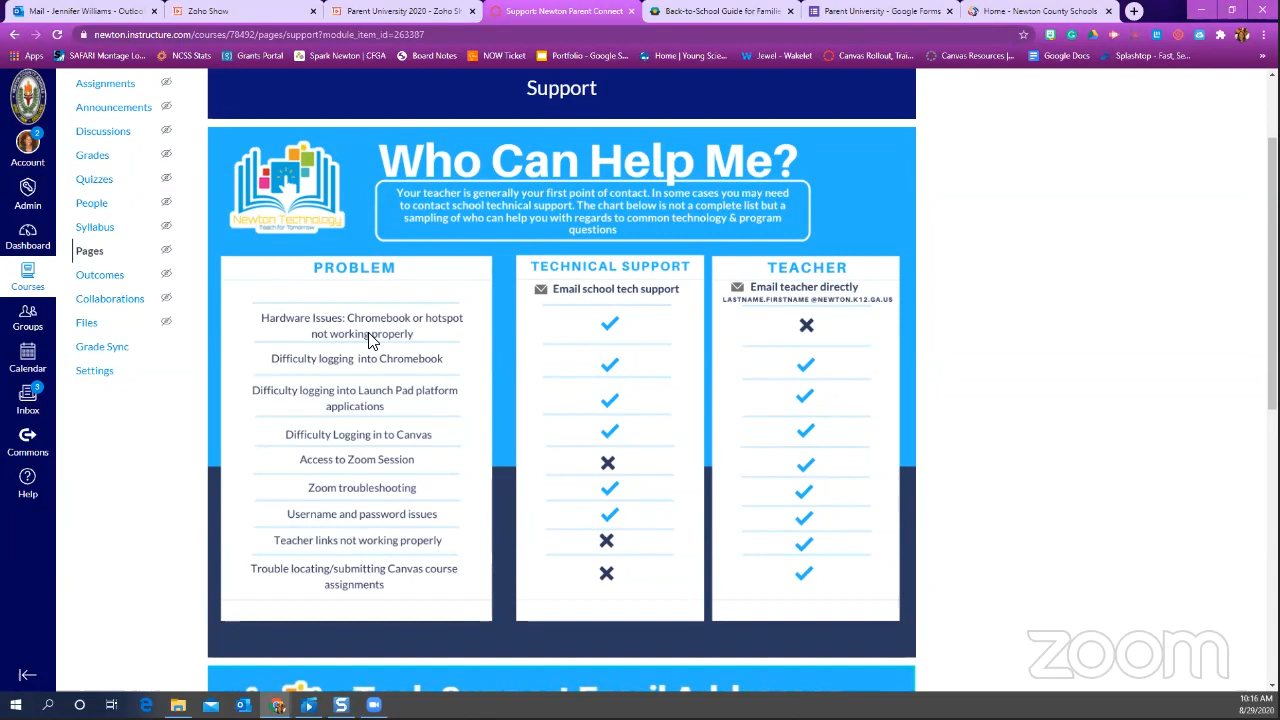 Mail - Jennifer Williams - Outloo
Zoho Show
Parent University 2020 - Zoho Sh
Support: Newton Parent Connect
Back-to-School Guide for Familie
Parent University - Google Forms
Home - Newton County Schools
newton.instructure.com/courses/78492/pages/support?module_item_id=263387
Apps
SAFARI Montage Lo...
NCSS Stats
Grants Portal
Spark Newton | CFGA
Board Notes
NOW Ticket
Portfolio - Google S...
Home | Young Scien...
Jewel - Wakelet
Canvas Rollout, Trai...
Canvas Resources |...
Google Docs
Splashtop - Fast, Se...
Account
2
Admin
Dashboard
Courses
Groups
Calendar
3
Inbox
Commons
Help
Assignments
Announcements
Discussions
Grades
Quizzes
People
Syllabus
Pages
Outcomes
Collaborations
Files
Grade Sync
Settings
Support
Newton Technology
Teach for Tomorrow
Who Can Help Me?
Your teacher is generally your first point of contact. In some cases you may need
to contact school technical support. The chart below is not a complete list but a
sampling of who can help you with regards to common technology & program
questions
PROBLEM
TECHNICAL SUPPORT
TEACHER
Email school tech support
Email teacher directly
LASTNAME.FIRSTNAME @NEWTON.K12.GA.US
Hardware Issues: Chromebook or hotspot
not working properly
Difficulty logging into Chromebook
Difficulty logging into Launch Pad platform
applications
Difficulty Logging in to Canvas
Access to Zoom Session
Zoom troubleshooting
Username and password issues
Teacher links not working properly
Trouble locating/submitting Canvas course
assignments
zoom
10:16 AM
8/29/2020